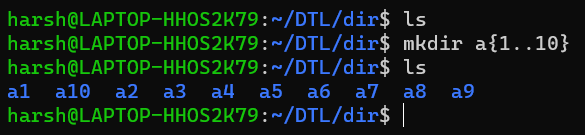 harsh@LAPTOP-HHOS2K79:~/DTL/dir$ ls
harsh@LAPTOP-HHOS2K79:~/DTL/dir$ mkdir a{1..10}
harsh@LAPTOP-HHOS2K79:~/DTL/dir$ ls
a1  a10  a2  a3  a4  a5  a6  a7  a8  a9
harsh@LAPTOP-HHOS2K79:~/DTL/dir$